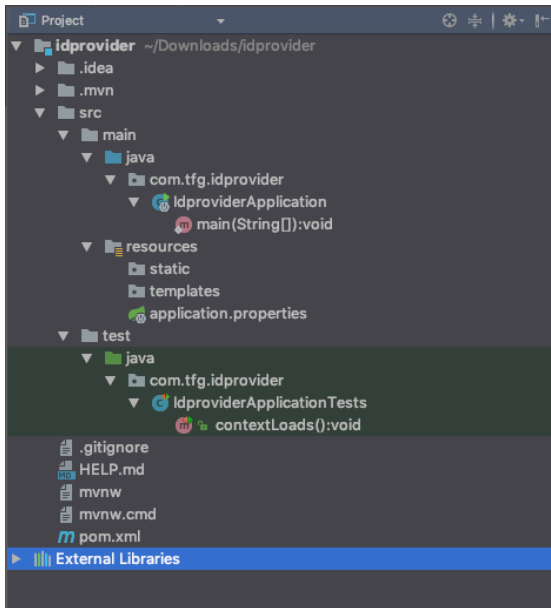 Project
idprovider ~/Downloads/idprovider
.idea
.mvn
src
main
java
com.tfg.idprovider
IdproviderApplication
main(String[]):void
resources
static
templates
application.properties
test
java
com.tfg.idprovider
IdproviderApplicationTests
contextLoads():void
.gitignore
HELP.md
mvnw
mvnw.cmd
pom.xml
External Libraries